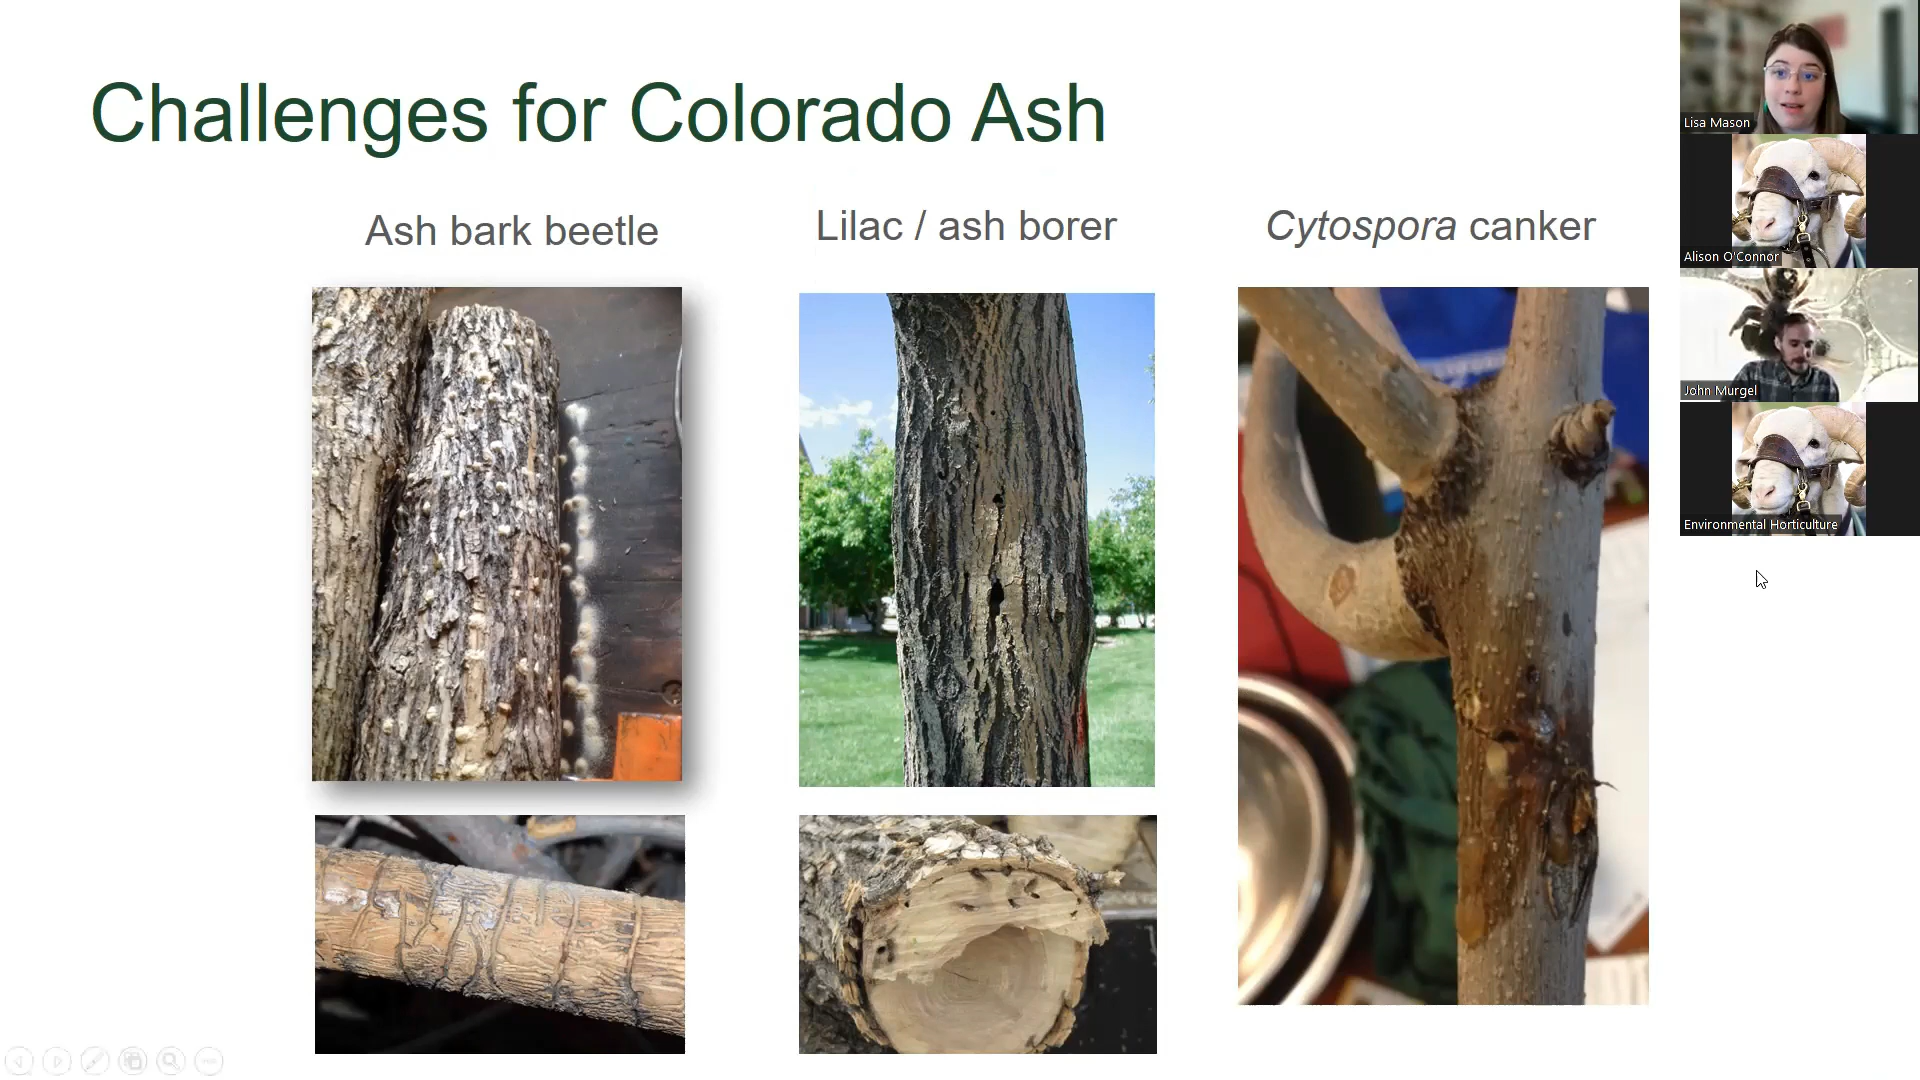 Challenges for Colorado Ash
Ash bark beetle
Lilac / ash borer
Cytospora canker
Lisa Mason
Alison O'Connor
John Murgel
Environmental Horticulture